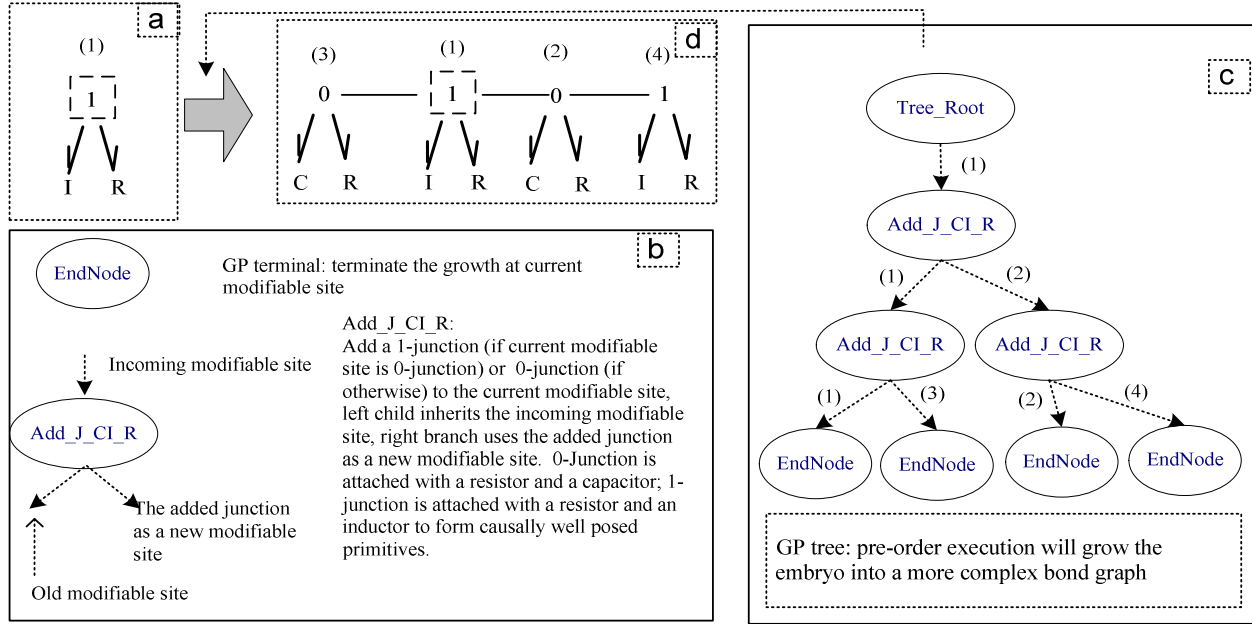 a
(1)
1
I R
d
(3) (1) (2) (4)
0 1 0 1
C R I R C R I R
b
EndNode
GP terminal: terminate the growth at current
modifiable site
Incoming modifiable site
Add_J_CI_R
The added junction
as a new modifiable
site
Old modifiable site
Add_J_CI_R:
Add a 1-junction (if current modifiable
site is 0-junction) or 0-junction (if
otherwise) to the current modifiable site,
left child inherits the incoming modifiable
site, right branch uses the added junction
as a new modifiable site. 0-Junction is
attached with a resistor and a capacitor; 1-
junction is attached with a resistor and an
inductor to form causally well posed
primitives.
c
Tree_Root
(1)
Add_J_CI_R
(1) (2)
Add_J_CI_R Add_J_CI_R
(1) (3) (2) (4)
EndNode EndNode EndNode EndNode
GP tree: pre-order execution will grow the
embryo into a more complex bond graph